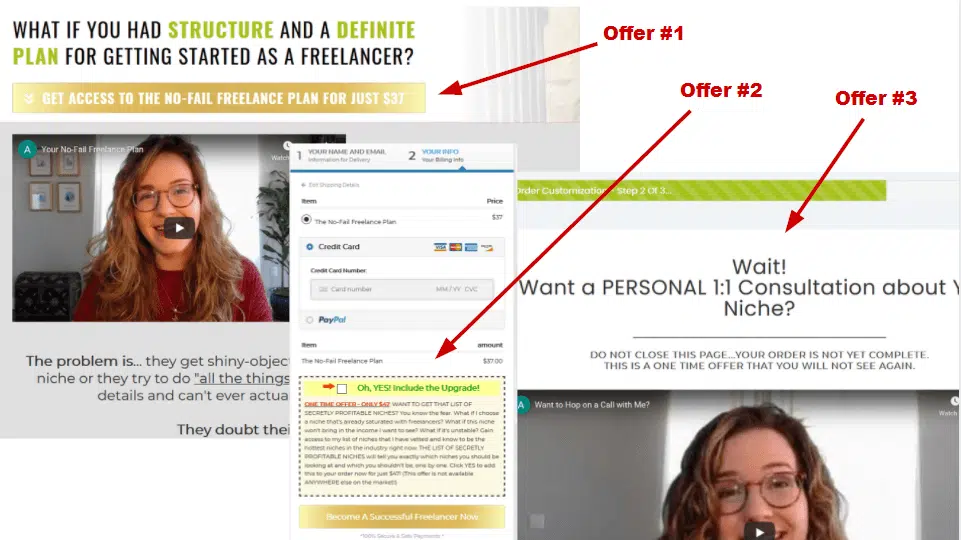 WHAT IF YOU HAD STRUCTURE AND A DEFINITE
PLAN FOR GETTING STARTED AS A FREELANCER?
GET ACCESS TO THE NO-FAIL FREELANCE PLAN FOR JUST $37
Offer #1
Offer #2
Offer #3
A
Your No-Fail Freelance Plan
Watch
The problem is... they get shiny-objec
niche or they try to do "all the things
details and can't ever actua
They doubt thei
1 YOUR NAME AND EMAIL
Information for Delivery
2 YOUR INFO
Your Billing Info
Edit Shipping Details
Item Price
The No-Fail Freelance Plan $37
Credit Card
VISA
Credit Card Number:
Card number MM / YY CVC
PayPal
Item amount
The No-Fail Freelance Plan $37.00
Oh, YES! Include the Upgrade!
ONE TIME OFFER - ONLY $47: WANT TO GET THAT LIST OF
SECRETLY PROFITABLE NICHES? You know the fear. What if I choose
a niche that's already saturated with freelancers? What if this niche
won't bring in the income I want to see? What if it's unstable? Gain
access to my list of niches that I have vetted and know to be the
hottest niches in the industry right now. THE LIST OF SECRETLY
PROFITABLE NICHES will tell you exactly which niches you should be
looking at and which you shouldn't be, one by one. Click YES to add
this to your order now for just $47! (This offer is not available
ANYWHERE else on the market!)
Become A Successful Freelancer Now
*100% Secure & Safe Payments *
Order Customization - Step 2 Of 3...
Wait!
Want a PERSONAL 1:1 Consultation about Y
Niche?
DO NOT CLOSE THIS PAGE...YOUR ORDER IS NOT YET COMPLETE.
THIS IS A ONE TIME OFFER THAT YOU WILL NOT SEE AGAIN.
A
Want to Hop on a Call with Me?
Watch